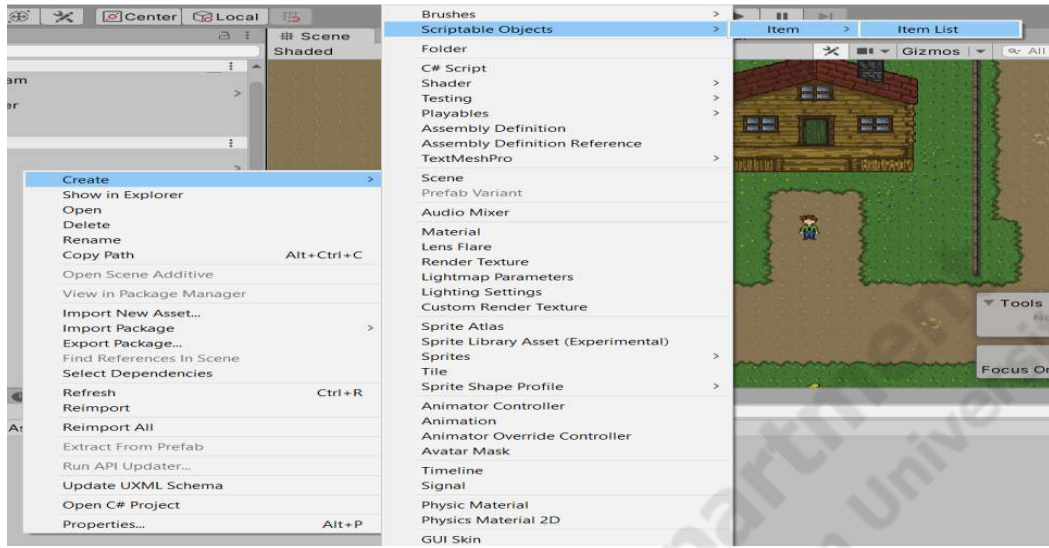 Center Local
Scene
Shaded
am
er
Create >
Show in Explorer
Open
Delete
Rename
Copy Path Alt+Ctrl+C
Open Scene Additive
View in Package Manager
Import New Asset...
Import Package >
Export Package...
Find References In Scene
Select Dependencies
Refresh Ctrl+R
Reimport
Reimport All
Extract From Prefab
Run API Updater...
Update UXML Schema
Open C# Project
Properties... Alt+P
As
Brushes >
Scriptable Objects >
Folder
C# Script
Shader >
Testing >
Playables >
Assembly Definition
Assembly Definition Reference
TextMeshPro >
Scene
Prefab Variant
Audio Mixer
Material
Lens Flare
Render Texture
Lightmap Parameters
Lighting Settings
Custom Render Texture
Sprite Atlas
Sprite Library Asset (Experimental)
Sprites >
Tile
Sprite Shape Profile >
Animator Controller
Animation
Animator Override Controller
Avatar Mask
Timeline
Signal
Physic Material
Physics Material 2D
GUI Skin
Item >
Item List
Gizmos All
Tools
No
Focus On
partmen
Universi